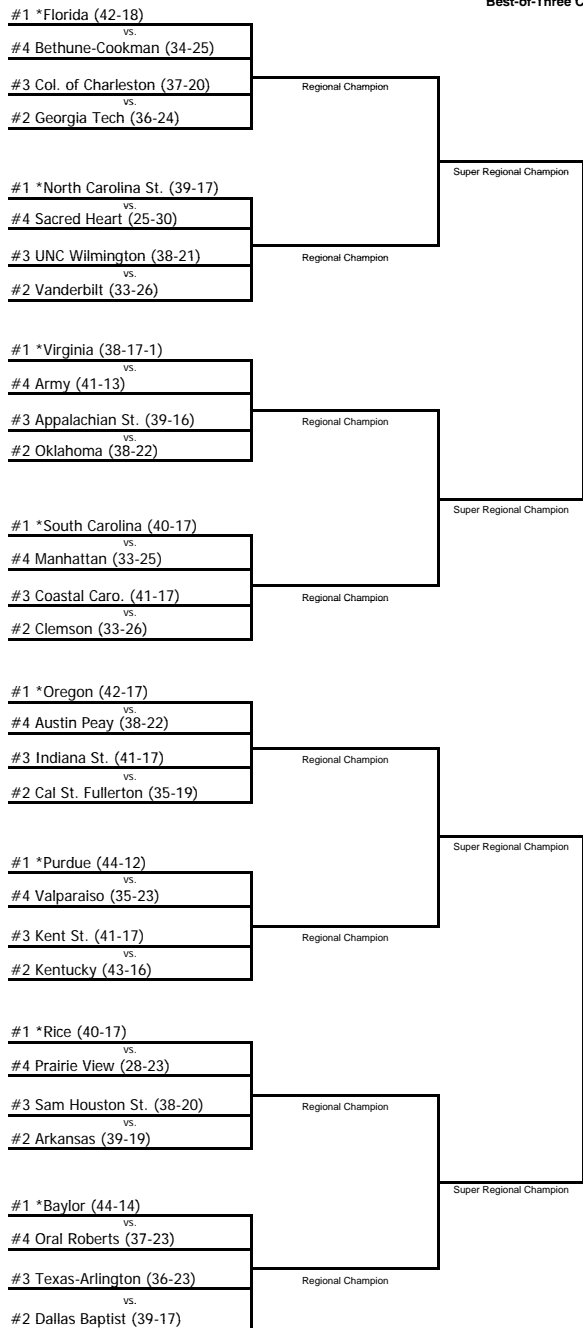 Best-of-Three C
#1 *Florida (42-18)
vs.
#4 Bethune-Cookman (34-25)
#3 Col. of Charleston (37-20)
vs.
#2 Georgia Tech (36-24)
Regional Champion
Super Regional Champion
#1 *North Carolina St. (39-17)
vs.
#4 Sacred Heart (25-30)
#3 UNC Wilmington (38-21)
vs.
#2 Vanderbilt (33-26)
Regional Champion
#1 *Virginia (38-17-1)
vs.
#4 Army (41-13)
#3 Appalachian St. (39-16)
vs.
#2 Oklahoma (38-22)
Regional Champion
Super Regional Champion
#1 *South Carolina (40-17)
vs.
#4 Manhattan (33-25)
#3 Coastal Caro. (41-17)
vs.
#2 Clemson (33-26)
Regional Champion
#1 *Oregon (42-17)
vs.
#4 Austin Peay (38-22)
#3 Indiana St. (41-17)
vs.
#2 Cal St. Fullerton (35-19)
Regional Champion
Super Regional Champion
#1 *Purdue (44-12)
vs.
#4 Valparaiso (35-23)
#3 Kent St. (41-17)
vs.
#2 Kentucky (43-16)
Regional Champion
#1 *Rice (40-17)
vs.
#4 Prairie View (28-23)
#3 Sam Houston St. (38-20)
vs.
#2 Arkansas (39-19)
Regional Champion
Super Regional Champion
#1 *Baylor (44-14)
vs.
#4 Oral Roberts (37-23)
#3 Texas-Arlington (36-23)
vs.
#2 Dallas Baptist (39-17)
Regional Champion